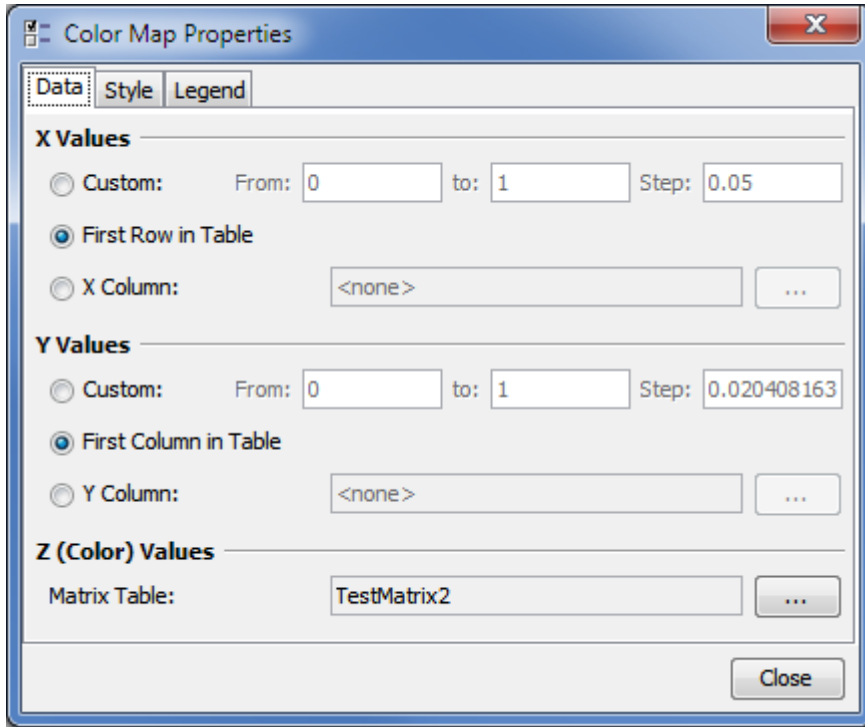 Color Map Properties
Data Style Legend
X Values
Custom: From: 0 to: 1 Step: 0.05
First Row in Table
X Column: <none> ...
Y Values
Custom: From: 0 to: 1 Step: 0.020408163
First Column in Table
Y Column: <none> ...
Z (Color) Values
Matrix Table: TestMatrix2 ...
Close